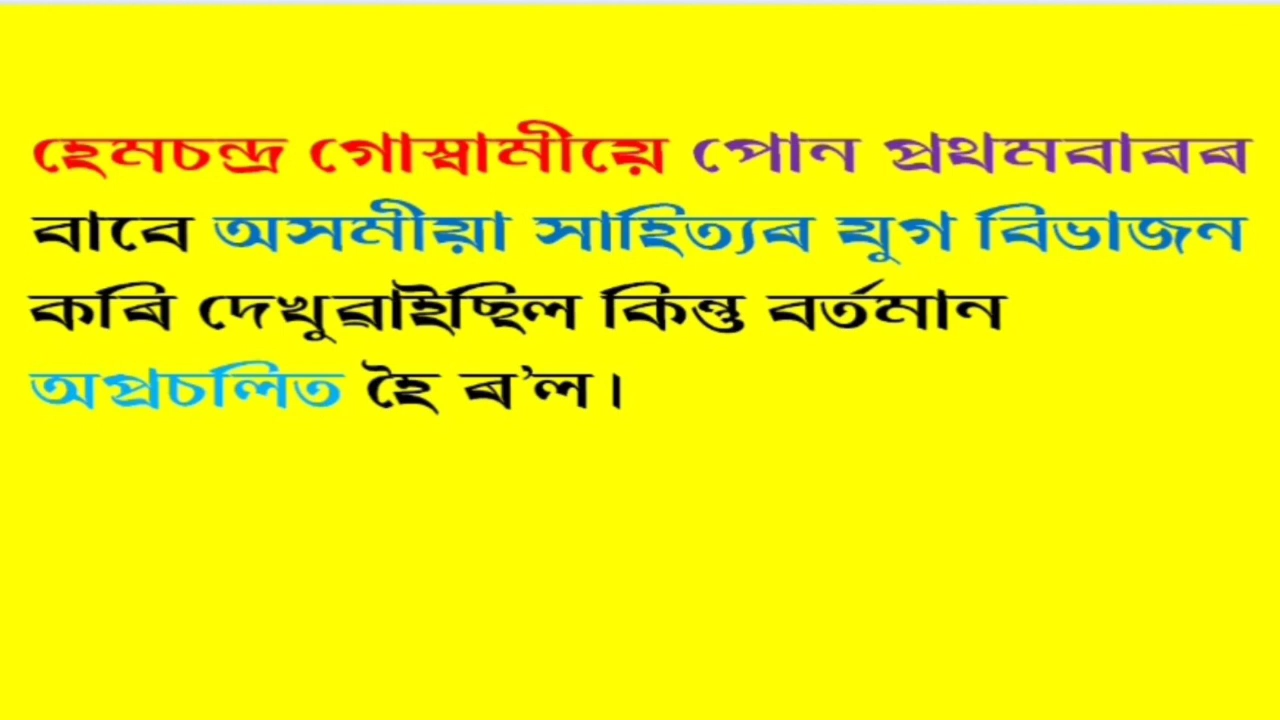 হেমচন্দ্ৰ গোস্বামীয়ে পোন প্ৰথমবাৰৰ
বাবে অসমীয়া সাহিত্যৰ যুগ বিভাজন
কৰি দেখুৱাইছিল কিন্তু বৰ্তমান
অপ্ৰচলিত হৈ ৰ’ল।